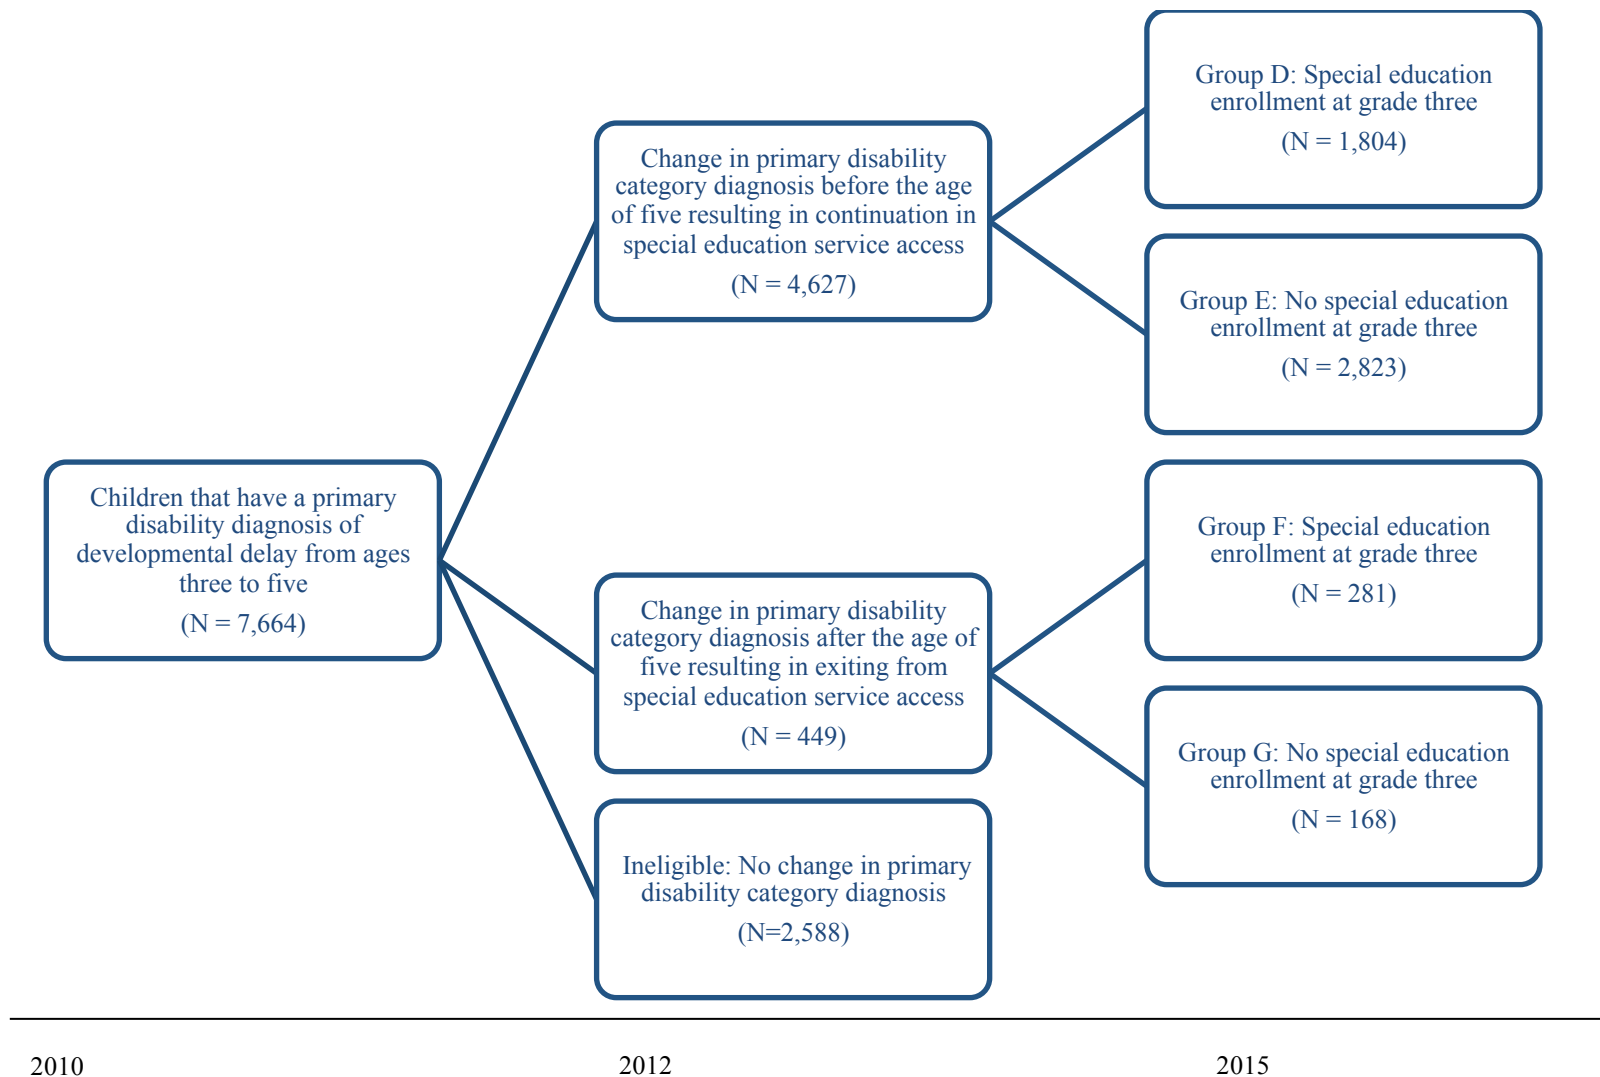 Children that have a primary
disability diagnosis of
developmental delay from ages
three to five
(N = 7,664)
Change in primary disability
category diagnosis before the age
of five resulting in continuation in
special education service access
(N = 4,627)
Change in primary disability
category diagnosis after the age of
five resulting in exiting from
special education service access
(N = 449)
Ineligible: No change in primary
disability category diagnosis
(N=2,588)
Group D: Special education
enrollment at grade three
(N = 1,804)
Group E: No special education
enrollment at grade three
(N = 2,823)
Group F: Special education
enrollment at grade three
(N = 281)
Group G: No special education
enrollment at grade three
(N = 168)
2010
2012
2015